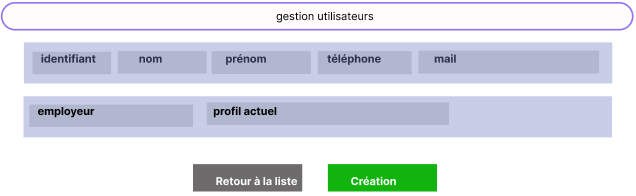 gestion utilisateurs
identifiant nom prénom téléphone mail
employeur profil actuel
Retour à la liste Création